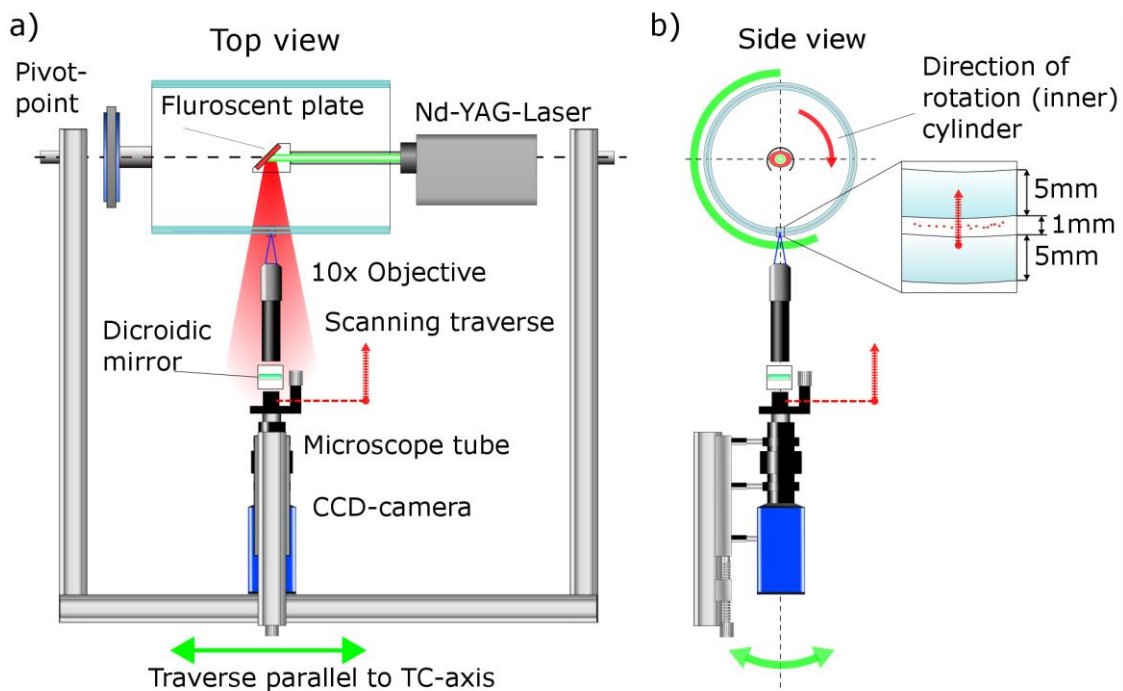 a)
Top view
Pivot-
point
Fluroscent plate
Nd-YAG-Laser
10x Objective
Scanning traverse
Dicroidic
mirror
Microscope tube
CCD-camera
Traverse parallel to TC-axis
b)
Side view
Direction of
rotation (inner)
cylinder
5mm
1mm
5mm